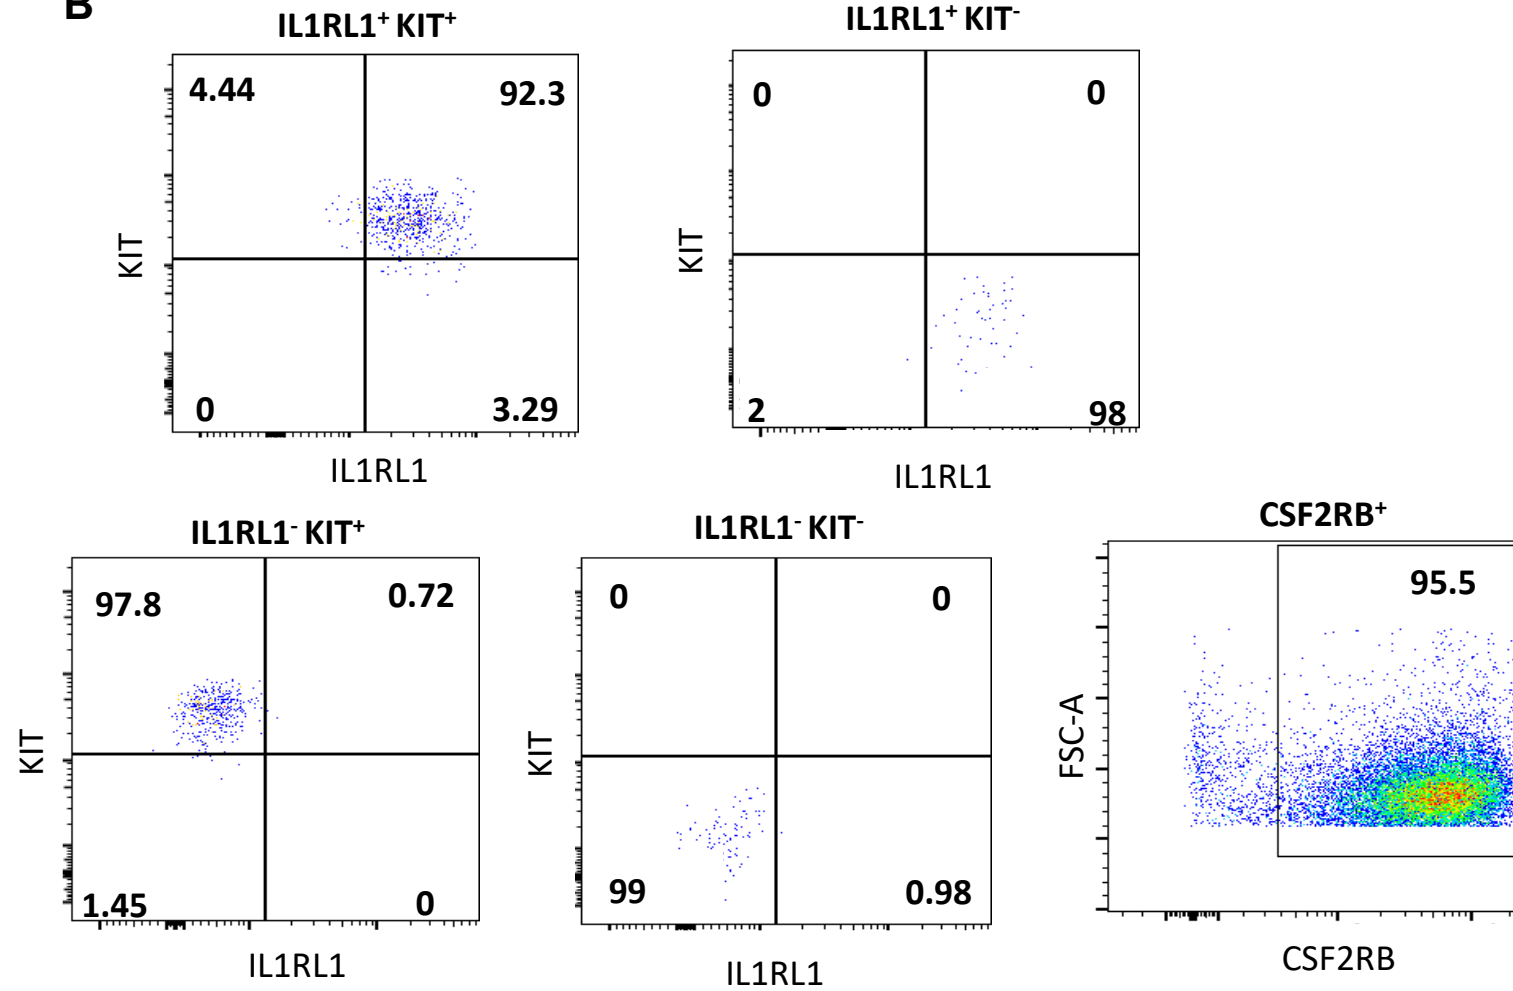 B
IL1RL1+ KIT+
IL1RL1+ KIT-
4.44
92.3
0
0
KIT
KIT
0
3.29
2
98
IL1RL1
IL1RL1
IL1RL1- KIT+
IL1RL1- KIT-
CSF2RB+
97.8
0.72
0
0
95.5
KIT
KIT
FSC-A
1.45
0
99
0.98
IL1RL1
IL1RL1
CSF2RB